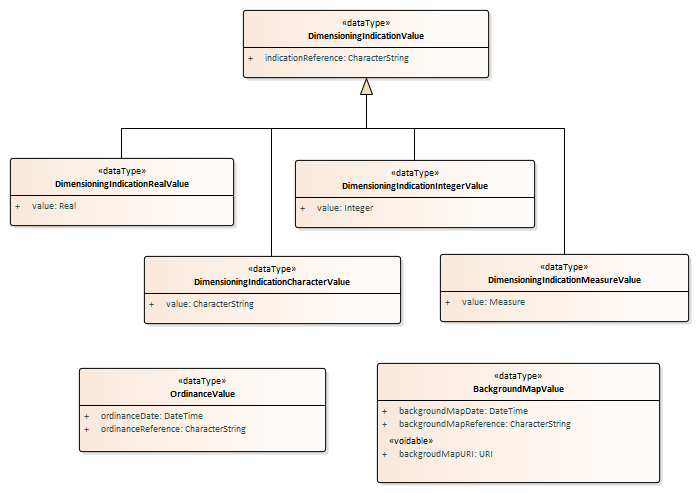 «dataType»
DimensioningIndicationValue
+ indicationReference: CharacterString
«dataType»
DimensioningIndicationRealValue
+ value: Real
«dataType»
DimensioningIndicationIntegerValue
+ value: Integer
«dataType»
DimensioningIndicationCharacterValue
+ value: CharacterString
«dataType»
DimensioningIndicationMeasureValue
+ value: Measure
«dataType»
OrdinanceValue
+ ordinanceDate: DateTime
+ ordinanceReference: CharacterString
«dataType»
BackgroundMapValue
+ backgroundMapDate: DateTime
+ backgroundMapReference: CharacterString
«voidable»
+ backgroudMapURI: URI